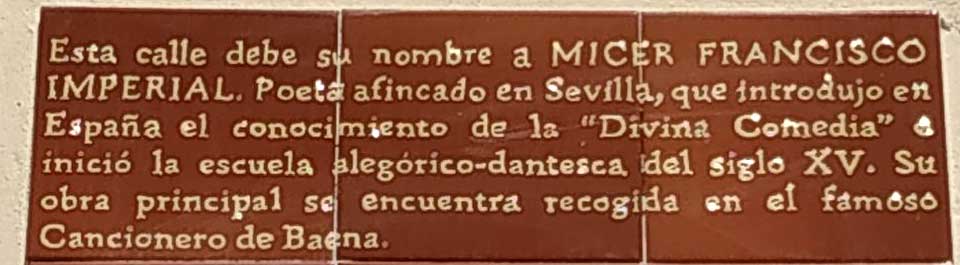 Esta calle debe su nombre a MICER FRANCISCO
IMPERIAL. Poeta afincado en Sevilla, que introdujo en
España el conocimiento de la “Divina Comedia” e
inició la escuela alegórico-dantesca del siglo XV. Su
obra principal se encuentra recogida en el famoso
Cancionero de Baena.